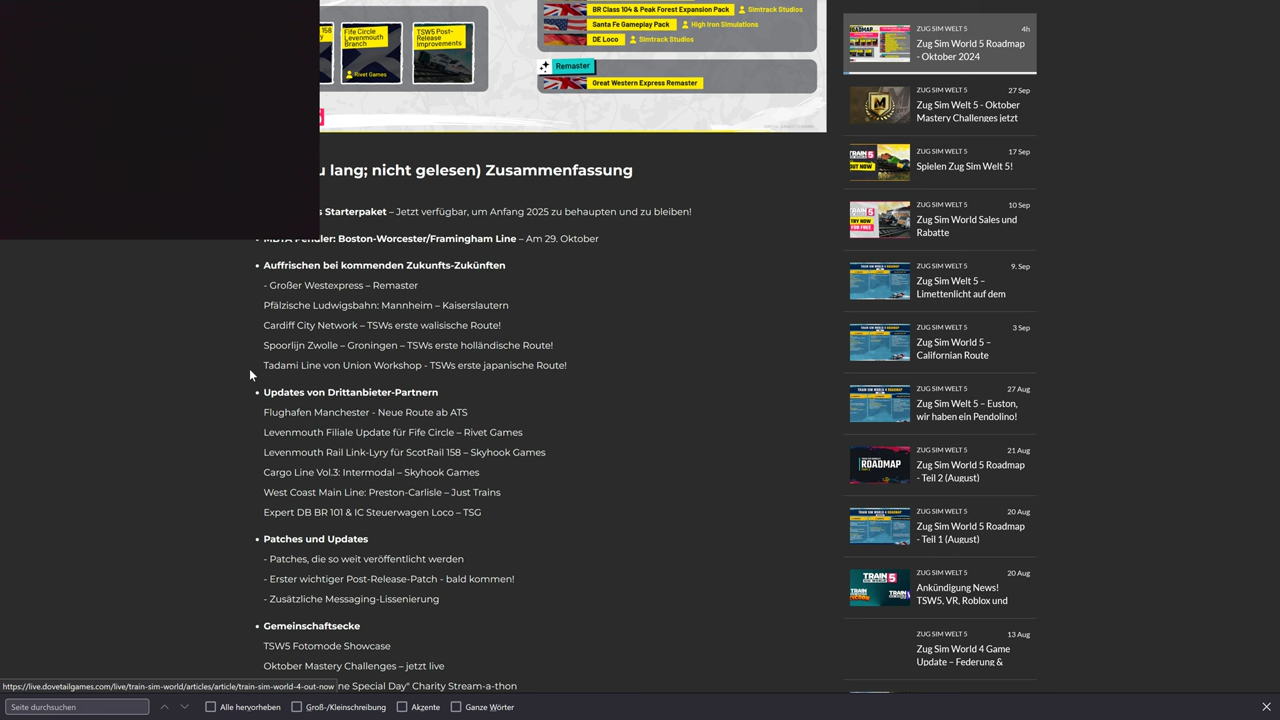 BR Class 104 & Peak Forest Expansion Pack Simtrack Studios
Santa Fe Gameplay Pack High Iron Simulations
DE Loco Simtrack Studios
158
Fife Circle
Levenmouth
Branch
Rivet Games
TSW5 Post-
Release
Improvements
Remaster
Great Western Express Remaster
u lang; nicht gelesen) Zusammenfassung
s Starterpaket – Jetzt verfügbar, um Anfang 2025 zu behaupten und zu bleiben!
• MBTA Pendler: Boston-Worcester/Framingham Line – Am 29. Oktober
• Auffrischen bei kommenden Zukunfts-Zukünften
- Großer Westexpress – Remaster
Pfälzische Ludwigsbahn: Mannheim – Kaiserslautern
Cardiff City Network – TSWs erste walisische Route!
Spoorlijn Zwolle – Groningen – TSWs erste holländische Route!
Tadami Line von Union Workshop - TSWs erste japanische Route!
• Updates von Drittanbieter-Partnern
Flughafen Manchester - Neue Route ab ATS
Levenmouth Filiale Update für Fife Circle – Rivet Games
Levenmouth Rail Link-Lyry für ScotRail 158 – Skyhook Games
Cargo Line Vol.3: Intermodal – Skyhook Games
West Coast Main Line: Preston-Carlisle – Just Trains
Expert DB BR 101 & IC Steuerwagen Loco – TSG
• Patches und Updates
- Patches, die so weit veröffentlicht werden
- Erster wichtiger Post-Release-Patch - bald kommen!
- Zusätzliche Messaging-Lissenierung
• Gemeinschaftsecke
TSW5 Fotomode Showcase
Oktober Mastery Challenges – jetzt live
ne Special Day" Charity Stream-a-thon
ZUG SIM WELT 5 4h
Zug Sim World 5 Roadmap
- Oktober 2024
ZUG SIM WELT 5 27 Sep
Zug Sim Welt 5 - Oktober
Mastery Challenges jetzt
ZUG SIM WELT 5 17 Sep
Spielen Zug Sim Welt 5!
ZUG SIM WELT 5 10 Sep
Zug Sim World Sales und
Rabatte
ZUG SIM WELT 5 9. Sep
Zug Sim Welt 5 –
Limettenlicht auf dem
ZUG SIM WELT 5 3 Sep
Zug Sim World 5 –
Californian Route
ZUG SIM WELT 5 27 Aug
Zug Sim Welt 5 – Euston,
wir haben ein Pendolino!
ZUG SIM WELT 5 21 Aug
Zug Sim World 5 Roadmap
- Teil 2 (August)
ZUG SIM WELT 5 20 Aug
Zug Sim World 5 Roadmap
- Teil 1 (August)
ZUG SIM WELT 5 20 Aug
Ankündigung News!
TSW5, VR, Roblox und
ZUG SIM WELT 5 13 Aug
Zug Sim World 4 Game
Update – Federung &
https://live.dovetailgames.com/live/train-sim-world/articles/article/train-sim-world-4-out-now
Seite durchsuchen Alle hervorheben Groß-/Kleinschreibung Akzente Ganze Wörter